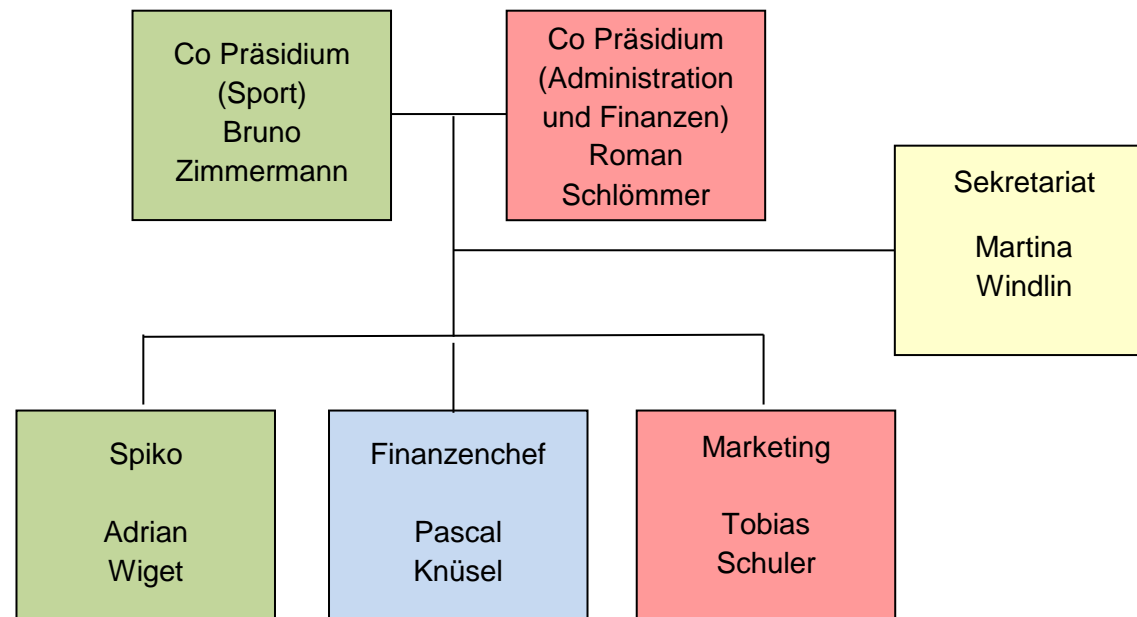 Co Präsidium
(Sport)
Bruno
Zimmermann
Co Präsidium
(Administration
und Finanzen)
Roman
Schlömmer
Sekretariat
Martina
Windlin
Spiko
Adrian
Wiget
Finanzenchef
Pascal
Knüsel
Marketing
Tobias
Schuler